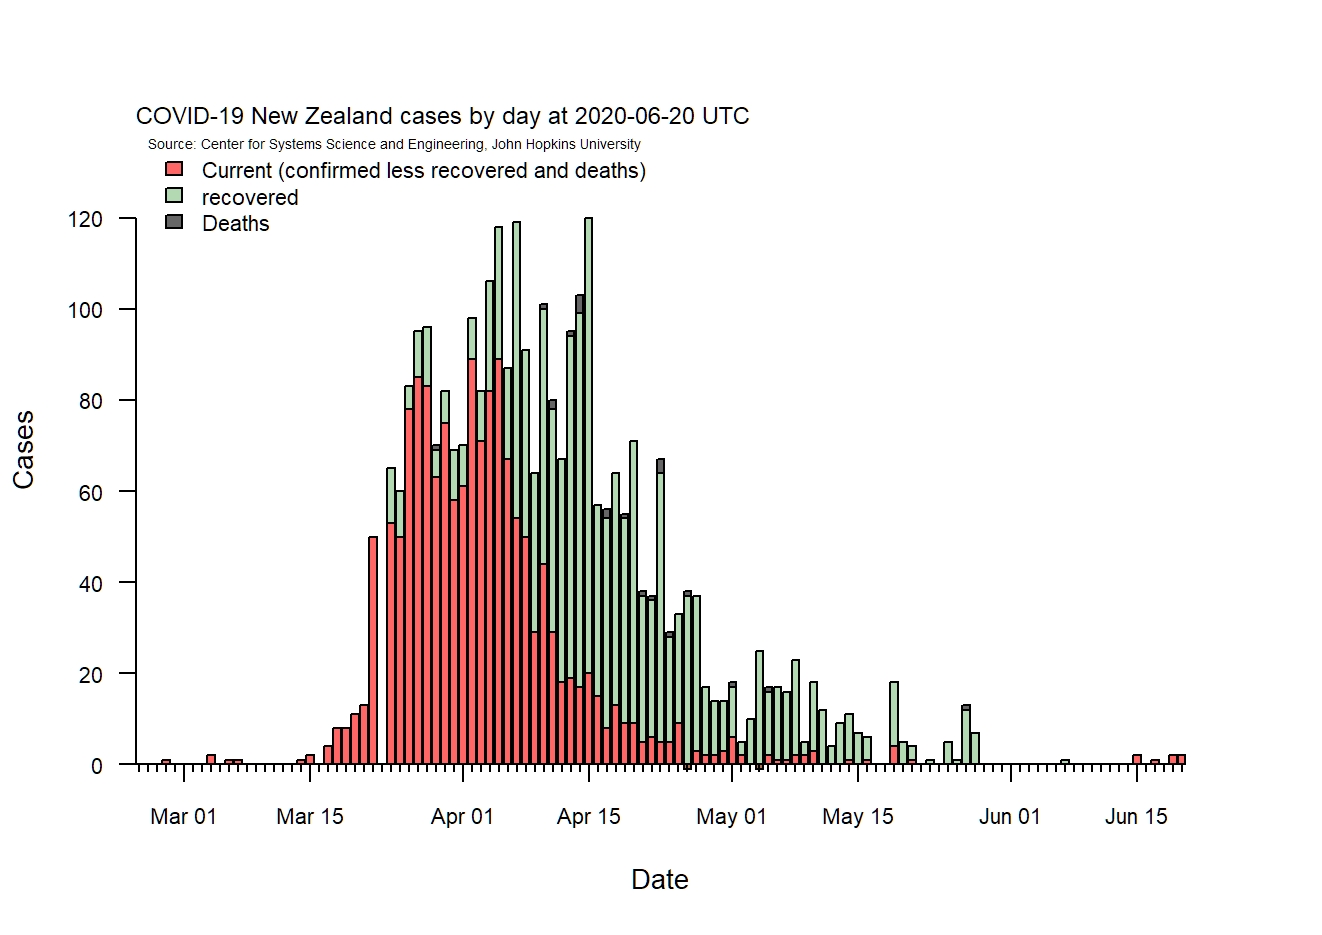 COVID-19 New Zealand cases by day at 2020-06-20 UTC
Source: Center for Systems Science and Engineering, John Hopkins University
Current (confirmed less recovered and deaths)
recovered
Deaths
120
100
80
60
40
20
0
Cases
Mar 01 Mar 15 Apr 01 Apr 15 May 01 May 15 Jun 01 Jun 15
Date